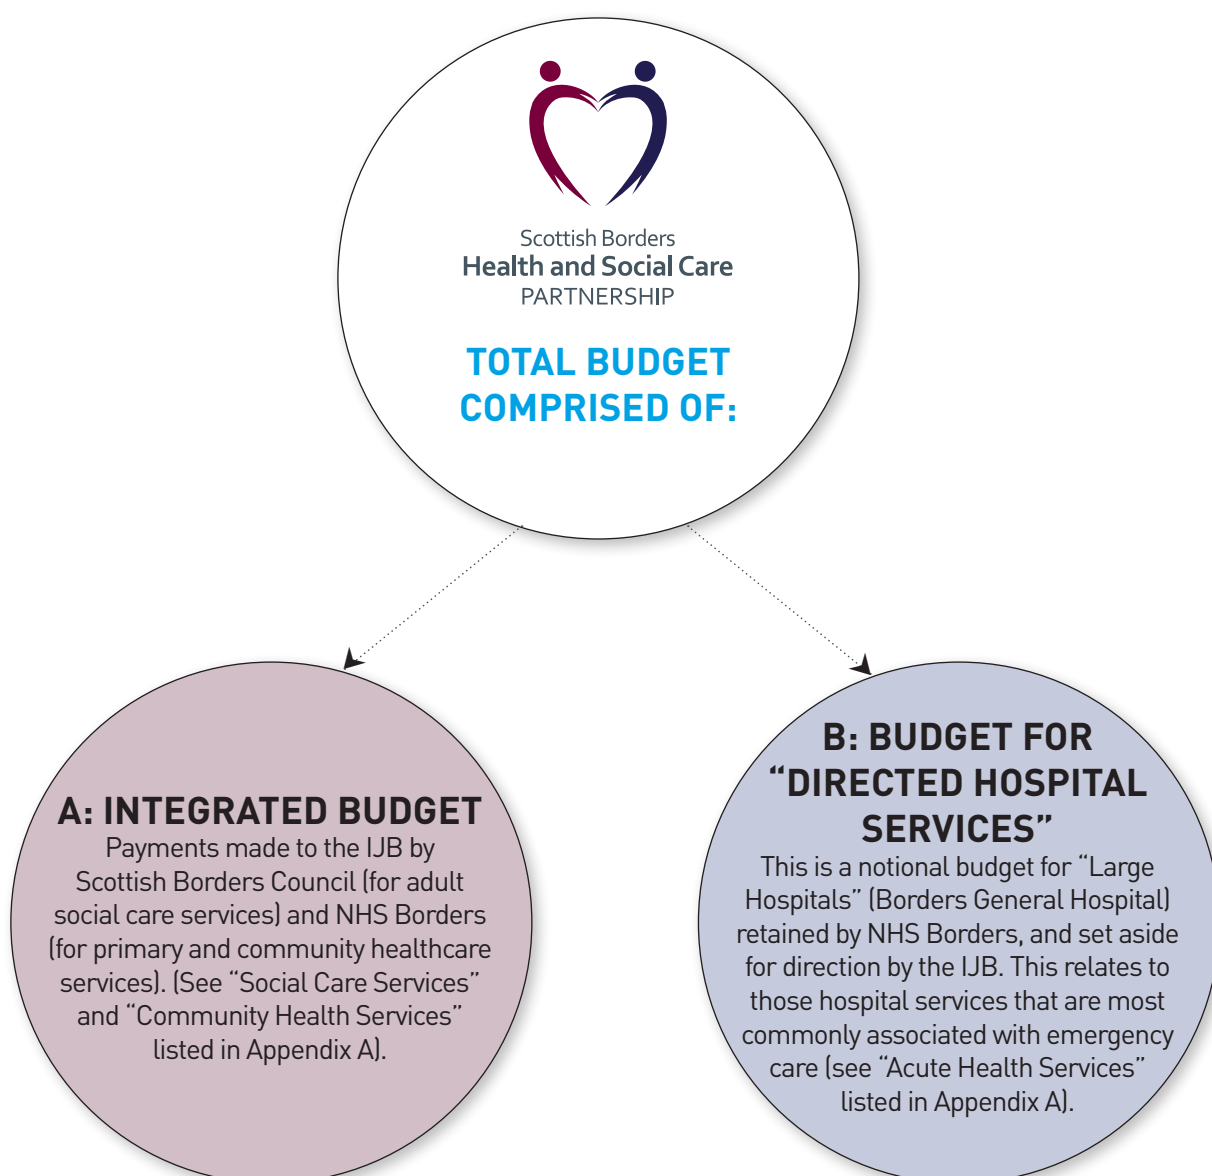 Scottish Borders
Health and Social Care
PARTNERSHIP
TOTAL BUDGET
COMPRISED OF:
A: INTEGRATED BUDGET
Payments made to the IJB by
Scottish Borders Council (for adult
social care services) and NHS Borders
(for primary and community healthcare
services). (See “Social Care Services”
and “Community Health Services”
listed in Appendix A).
B: BUDGET FOR
“DIRECTED HOSPITAL
SERVICES”
This is a notional budget for “Large
Hospitals” (Borders General Hospital)
retained by NHS Borders, and set aside
for direction by the IJB. This relates to
those hospital services that are most
commonly associated with emergency
care (see “Acute Health Services”
listed in Appendix A).